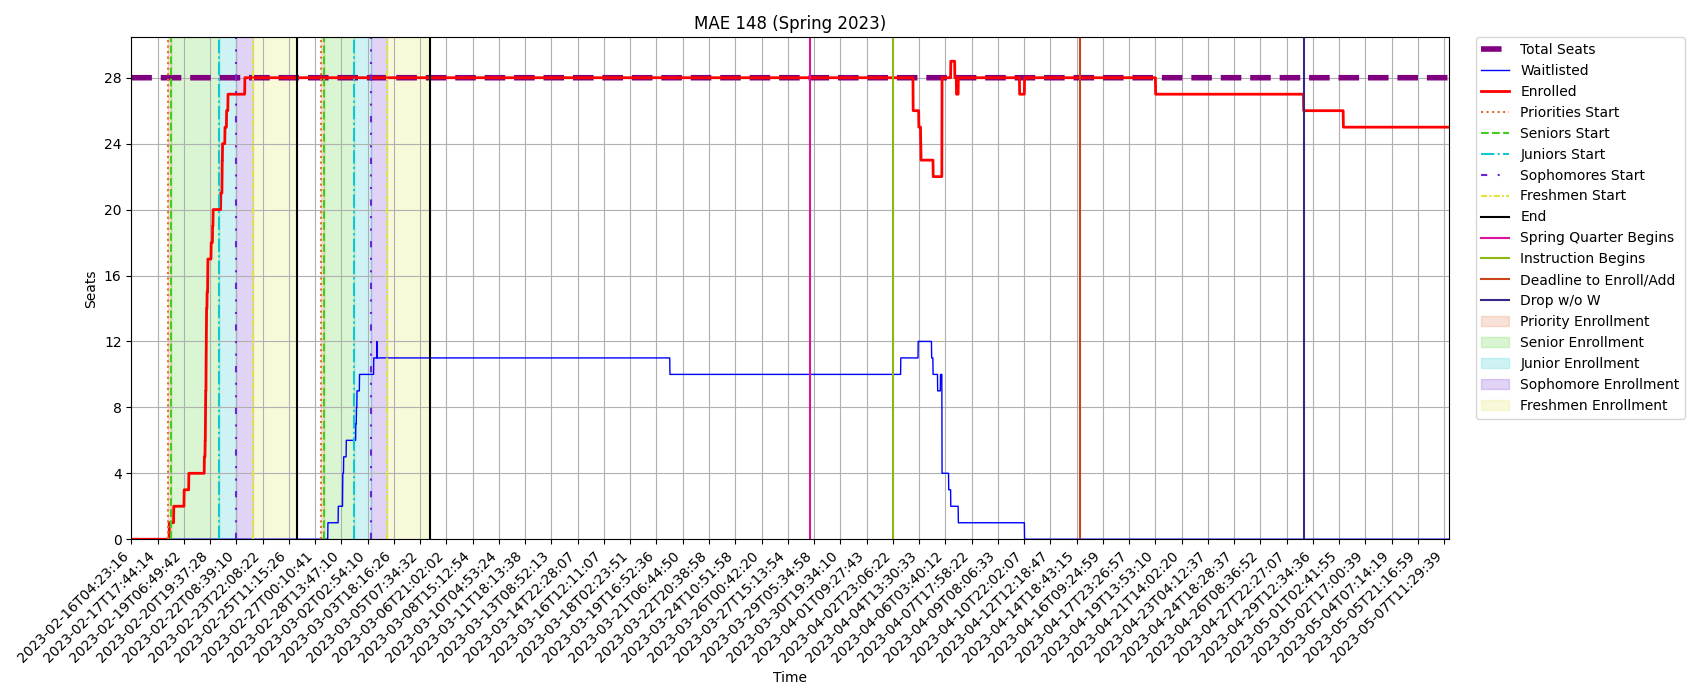 MAE 148 (Spring 2023)
Seats
28
24
20
16
12
8
4
0
2023-02-16T04:23:16
2023-02-17T17:44:14
2023-02-19T06:49:42
2023-02-20T19:37:28
2023-02-22T08:39:16
2023-02-23T22:08:22
2023-02-25T11:15:26
2023-02-27T00:10:41
2023-02-28T13:47:10
2023-03-02T02:54:10
2023-03-03T18:16:26
2023-03-05T07:34:32
2023-03-06T21:02:02
2023-03-08T15:12:54
2023-03-10T04:53:24
2023-03-11T18:13:38
2023-03-13T08:52:13
2023-03-14T22:28:07
2023-03-16T12:11:07
2023-03-18T02:23:51
2023-03-19T16:52:36
2023-03-21T06:44:50
2023-03-22T20:38:58
2023-03-24T10:51:58
2023-03-26T00:42:20
2023-03-27T15:13:54
2023-03-29T05:34:58
2023-03-30T19:34:10
2023-04-01T09:27:43
2023-04-02T23:06:22
2023-04-04T13:30:33
2023-04-06T03:40:12
2023-04-07T17:58:22
2023-04-09T08:06:33
2023-04-10T22:02:07
2023-04-12T12:18:47
2023-04-14T18:43:15
2023-04-16T09:24:59
2023-04-17T23:26:57
2023-04-19T13:53:10
2023-04-21T14:02:20
2023-04-23T04:12:37
2023-04-24T18:28:37
2023-04-26T08:36:52
2023-04-27T22:27:07
2023-04-29T12:34:36
2023-05-01T02:41:55
2023-05-02T17:00:39
2023-05-04T07:14:19
2023-05-05T21:16:59
2023-05-07T11:29:39
Time
Total Seats
Waitlisted
Enrolled
Priorities Start
Seniors Start
Juniors Start
Sophomores Start
Freshmen Start
End
Spring Quarter Begins
Instruction Begins
Deadline to Enroll/Add
Drop w/o W
Priority Enrollment
Senior Enrollment
Junior Enrollment
Sophomore Enrollment
Freshmen Enrollment